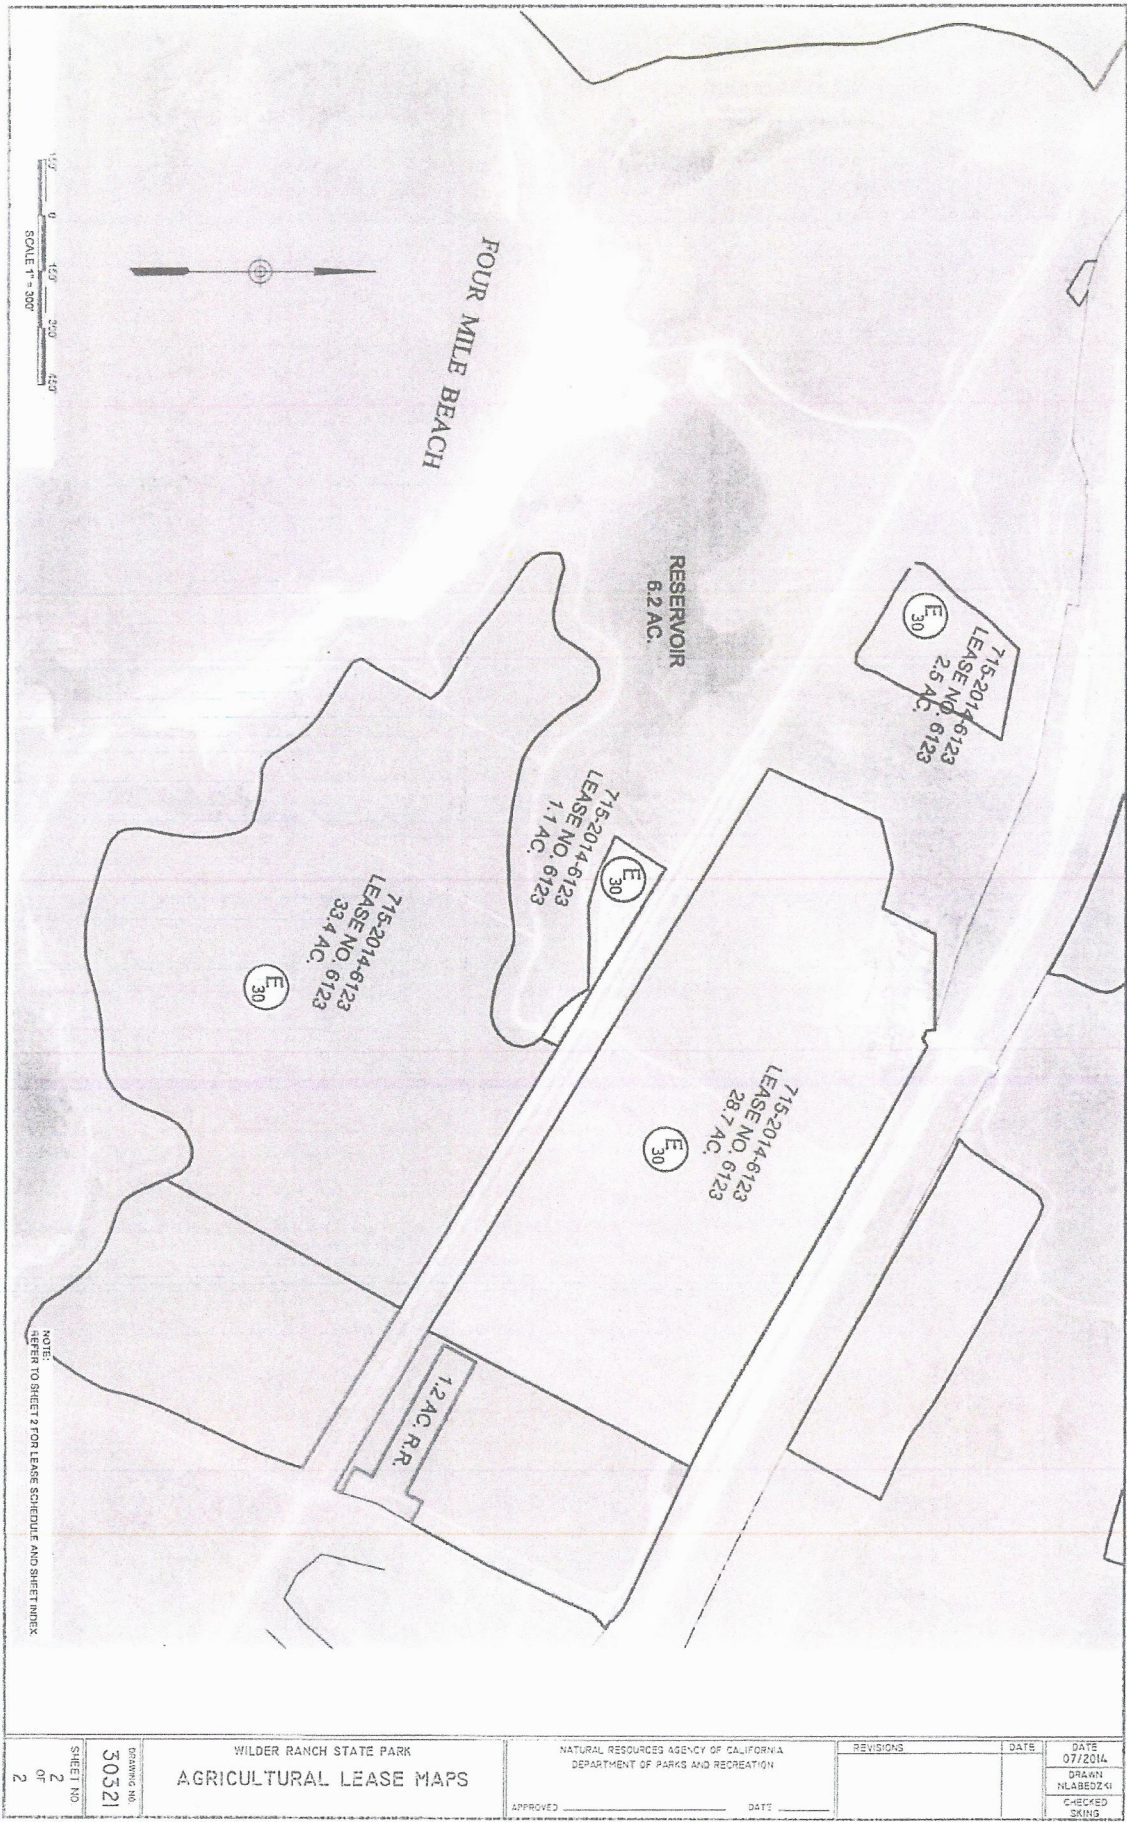 FOUR MILE BEACH
RESERVOIR
6.2 AC.
E
30
715-2014-6123
LEASE NO. 6123
2.5 AC.
715-2014-6123
LEASE NO. 6123
1.1 AC.
E
30
715-2014-6123
LEASE NO. 6123
33.4 AC.
E
30
715-2014-6123
LEASE NO. 6123
28.7 AC.
E
30
1.2 AC. R.R.
150' 0 150' 300' 450'
SCALE 1" = 300'
NOTE:
REFER TO SHEET 2 FOR LEASE SCHEDULE AND SHEET INDEX.
DATE
07/2014
DRAWN
NLABEDZKI
CHECKED
SKING
REVISIONS
DATE
NATURAL RESOURCES AGENCY OF CALIFORNIA
DEPARTMENT OF PARKS AND RECREATION
APPROVED DATE
WILDER RANCH STATE PARK
AGRICULTURAL LEASE MAPS
DRAWING NO.
30321
SHEET NO.
2
OF
2